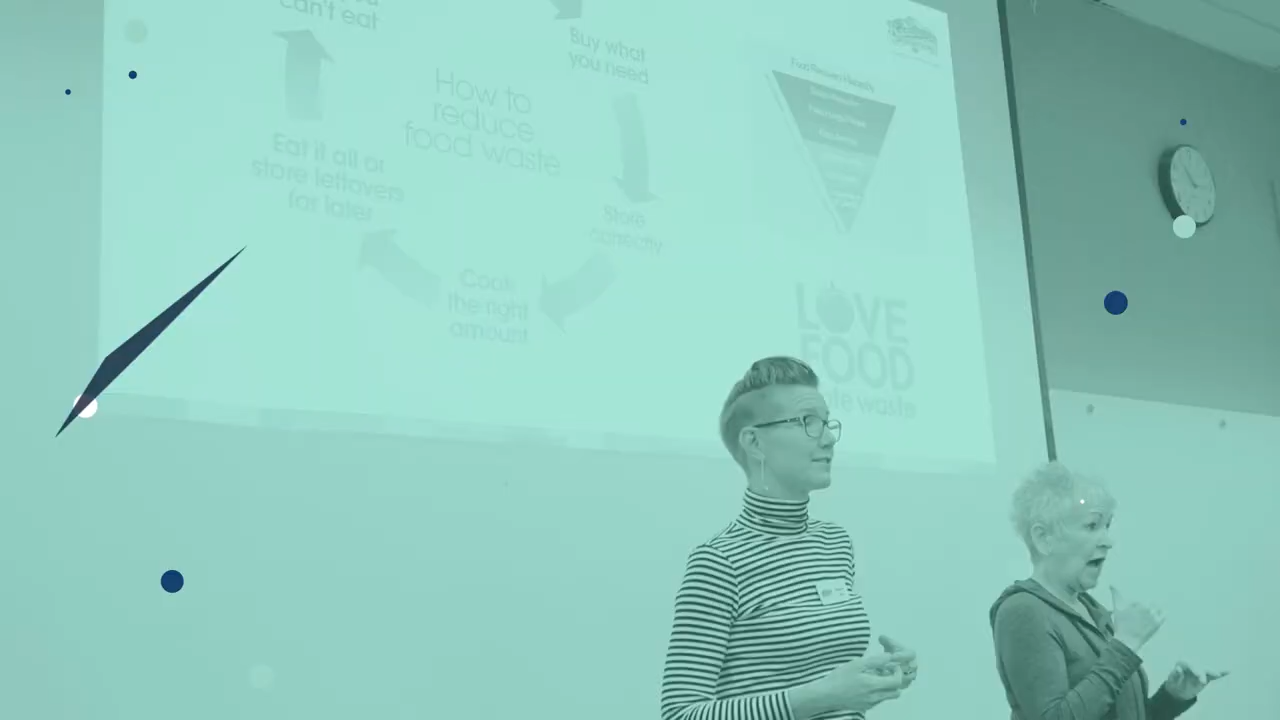 can't eat
Buy what
you need
How to
reduce
food waste
Eat it all or
store leftovers
for later
Store
correctly
Cook
the right
amount
LOVE
FOOD
waste